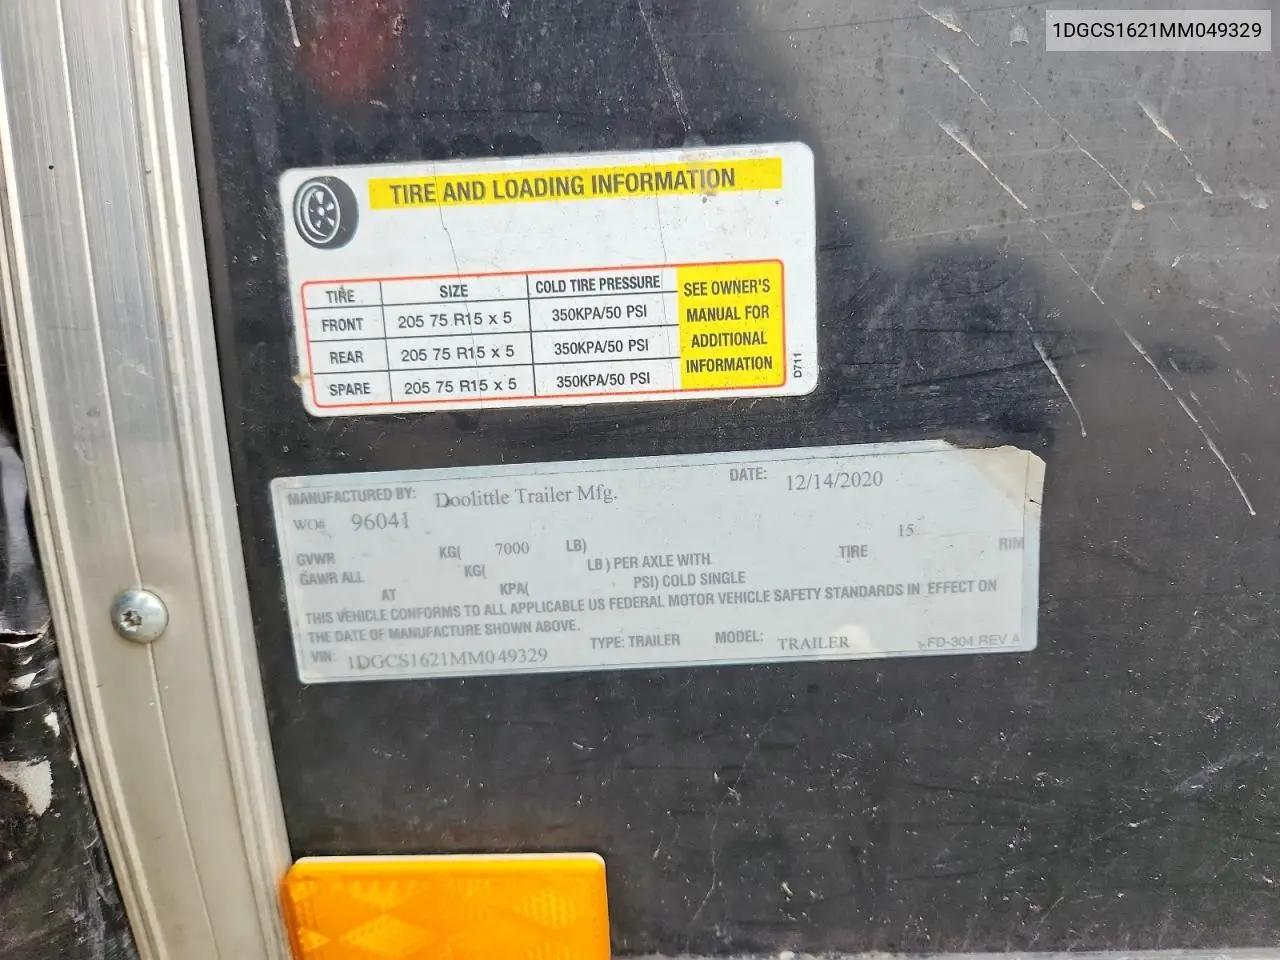 1DGCS1621MM049329
TIRE AND LOADING INFORMATION
TIRE SIZE COLD TIRE PRESSURE
FRONT 205 75 R15 x 5 350KPA/50 PSI
REAR 205 75 R15 x 5 350KPA/50 PSI
SPARE 205 75 R15 x 5 350KPA/50 PSI
SEE OWNER'S
MANUAL FOR
ADDITIONAL
INFORMATION
D711
MANUFACTURED BY: Doolittle Trailer Mfg. DATE: 12/14/2020
WO# 96041
GVWR KG( 7000 LB) 15
GAWR ALL KG( LB) PER AXLE WITH TIRE RIM
AT KPA( PSI) COLD SINGLE
THIS VEHICLE CONFORMS TO ALL APPLICABLE US FEDERAL MOTOR VEHICLE SAFETY STANDARDS IN EFFECT ON
THE DATE OF MANUFACTURE SHOWN ABOVE.
VIN: 1DGCS1621MM049329 TYPE: TRAILER MODEL: TRAILER FD-304 REV A